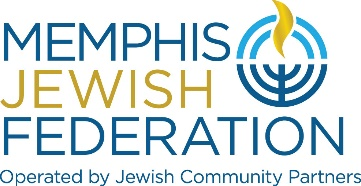 MEMPHIS
JEWISH
FEDERATION
Operated by Jewish Community Partners